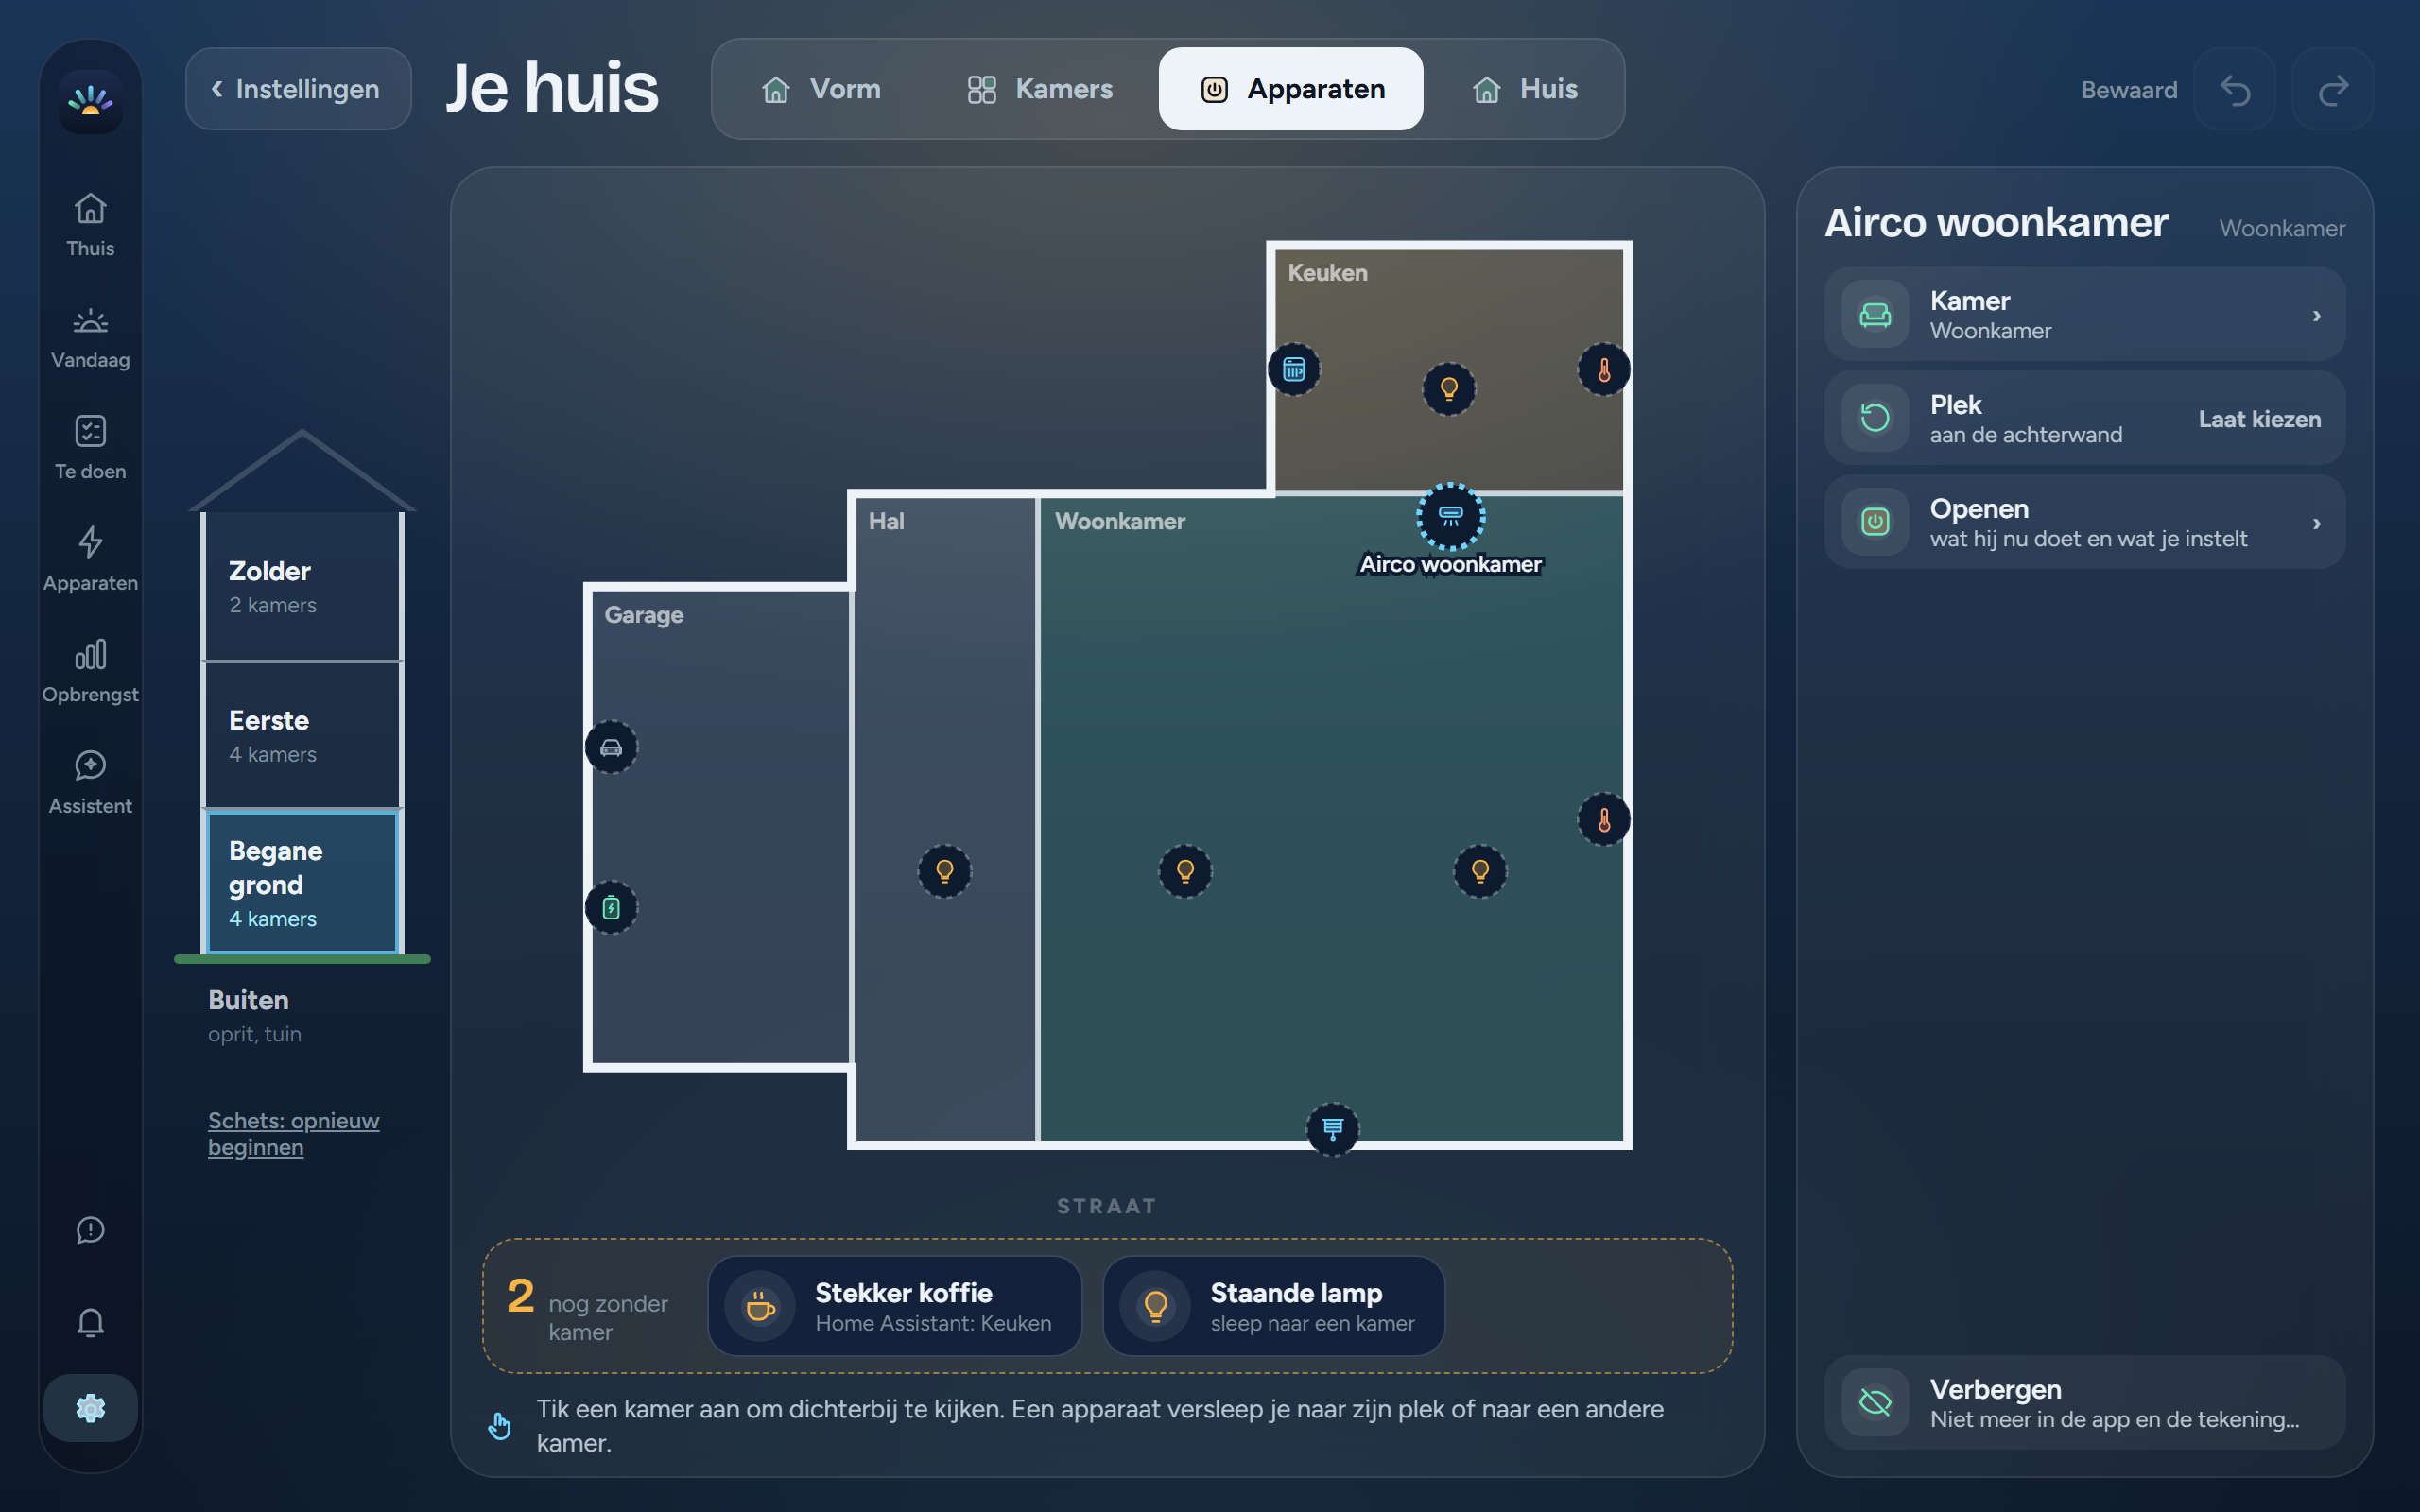 ‹ Instellingen
Je huis
Vorm
Kamers
Apparaten
Huis
Bewaard
Thuis
Vandaag
Te doen
Apparaten
Opbrengst
Assistent
Zolder
2 kamers
Eerste
4 kamers
Begane
grond
4 kamers
Buiten
oprit, tuin
Schets: opnieuw
beginnen
Keuken
Hal
Woonkamer
Airco woonkamer
Garage
STRAAT
2 nog zonder
kamer
Stekker koffie
Home Assistant: Keuken
Staande lamp
sleep naar een kamer
Tik een kamer aan om dichterbij te kijken. Een apparaat versleep je naar zijn plek of naar een andere
kamer.
Airco woonkamer
Woonkamer
Kamer
Woonkamer
Plek
aan de achterwand
Laat kiezen
Openen
wat hij nu doet en wat je instelt
Verbergen
Niet meer in de app en de tekening...